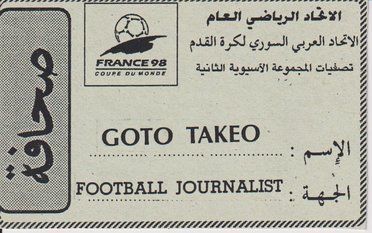 الاتحاد الرياضي العام
الاتحاد العربي السوري لكرة القدم
تصفيات المجموعة الآسيوية الثانية
FRANCE 98
COUPE DU MONDE
صحافة
GOTO TAKEO
الإسم :
FOOTBALL JOURNALIST
الجهة :